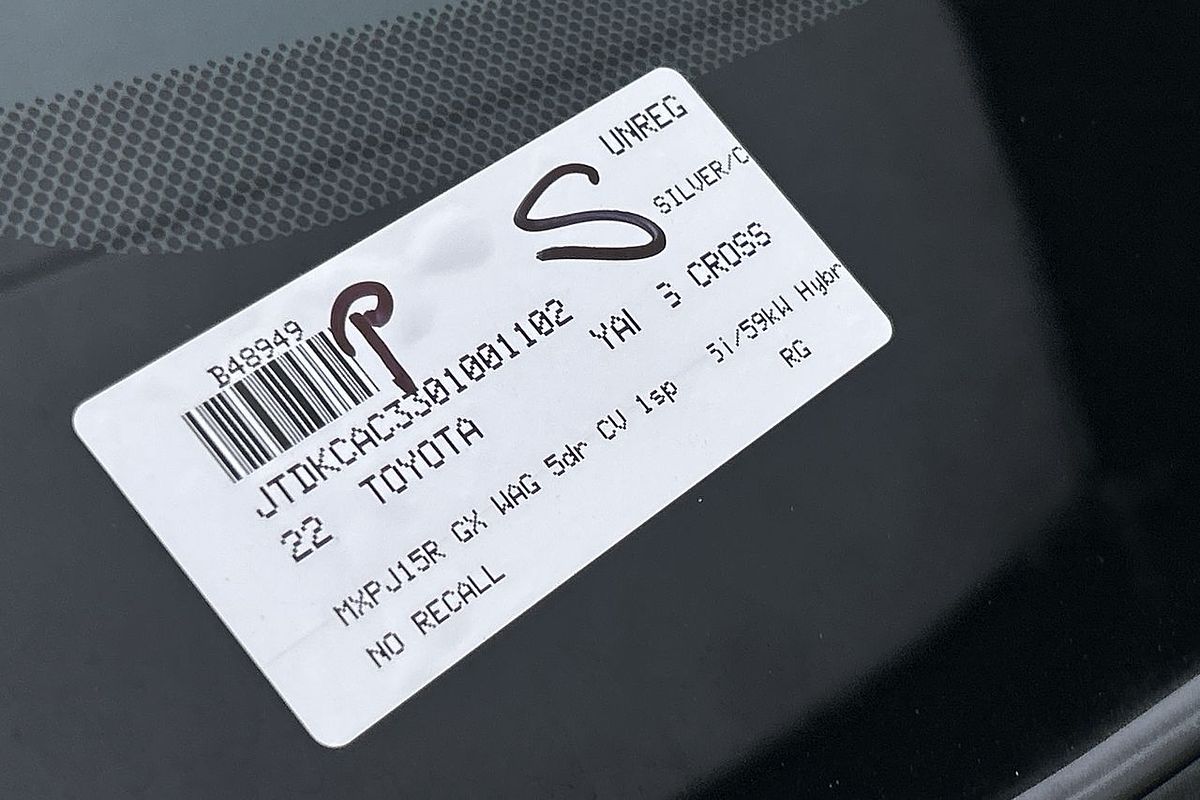 UNREG
S SILVER/C
B48949 P
JTDKCAC3301001102
22 TOYOTA YAI 3 CROSS
MXPJ15R GX WAG 5dr CV 1sp 5i/59kW Hybr
NO RECALL RG